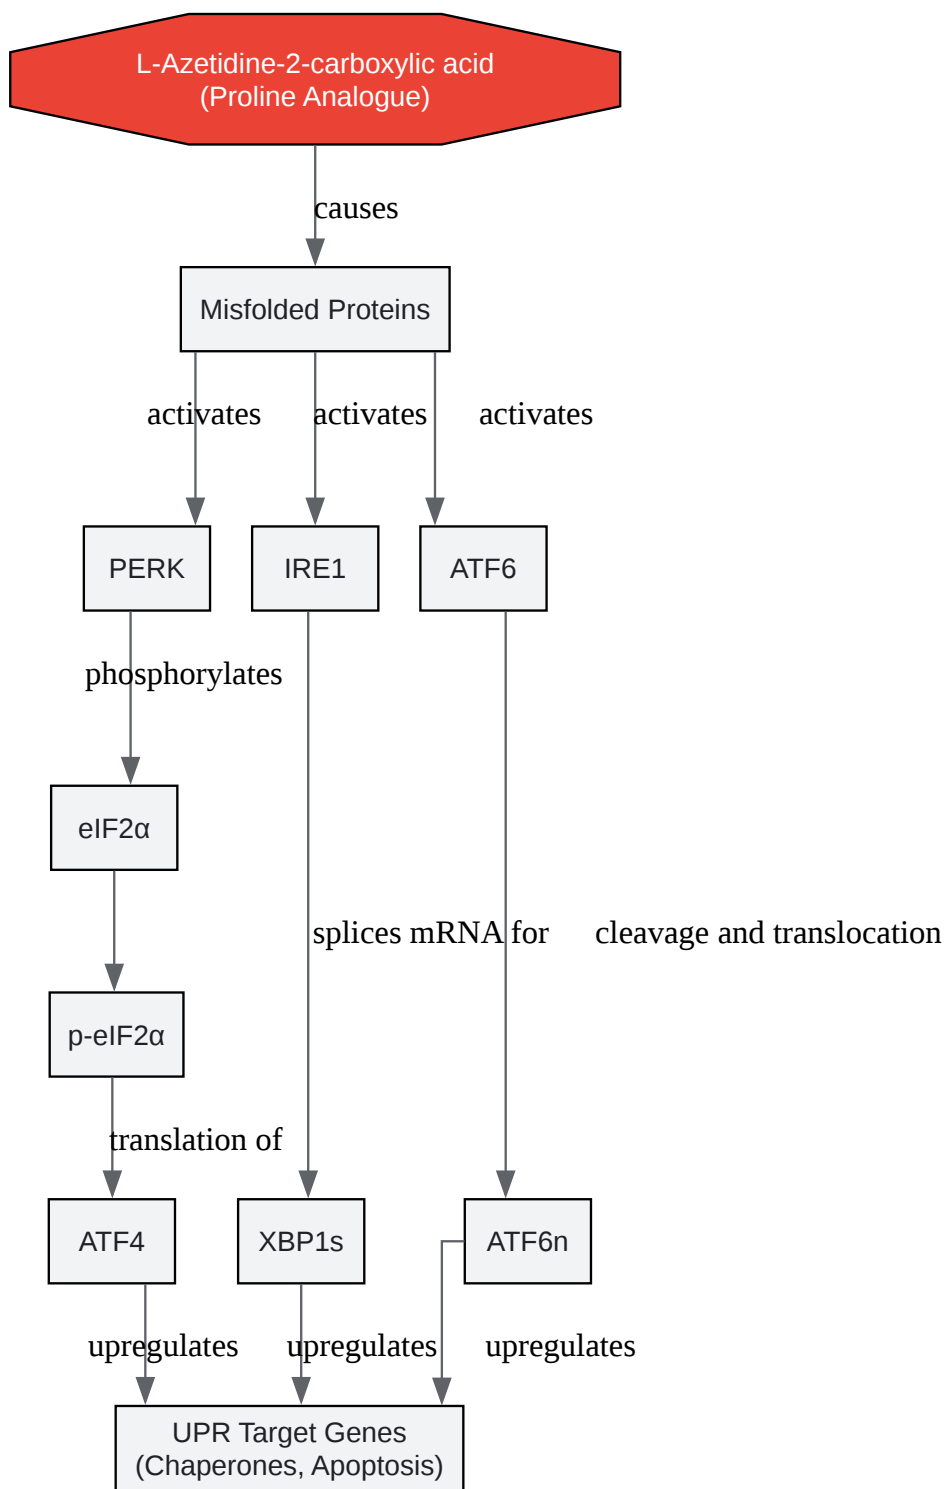 L-Azetidine-2-carboxylic acid
(Proline Analogue)
causes
Misfolded Proteins
activates
activates
activates
PERK
IRE1
ATF6
phosphorylates
eIF2α
splices mRNA for
cleavage and translocation
p-eIF2α
translation of
ATF4
XBP1s
ATF6n
upregulates
upregulates
upregulates
UPR Target Genes
(Chaperones, Apoptosis)